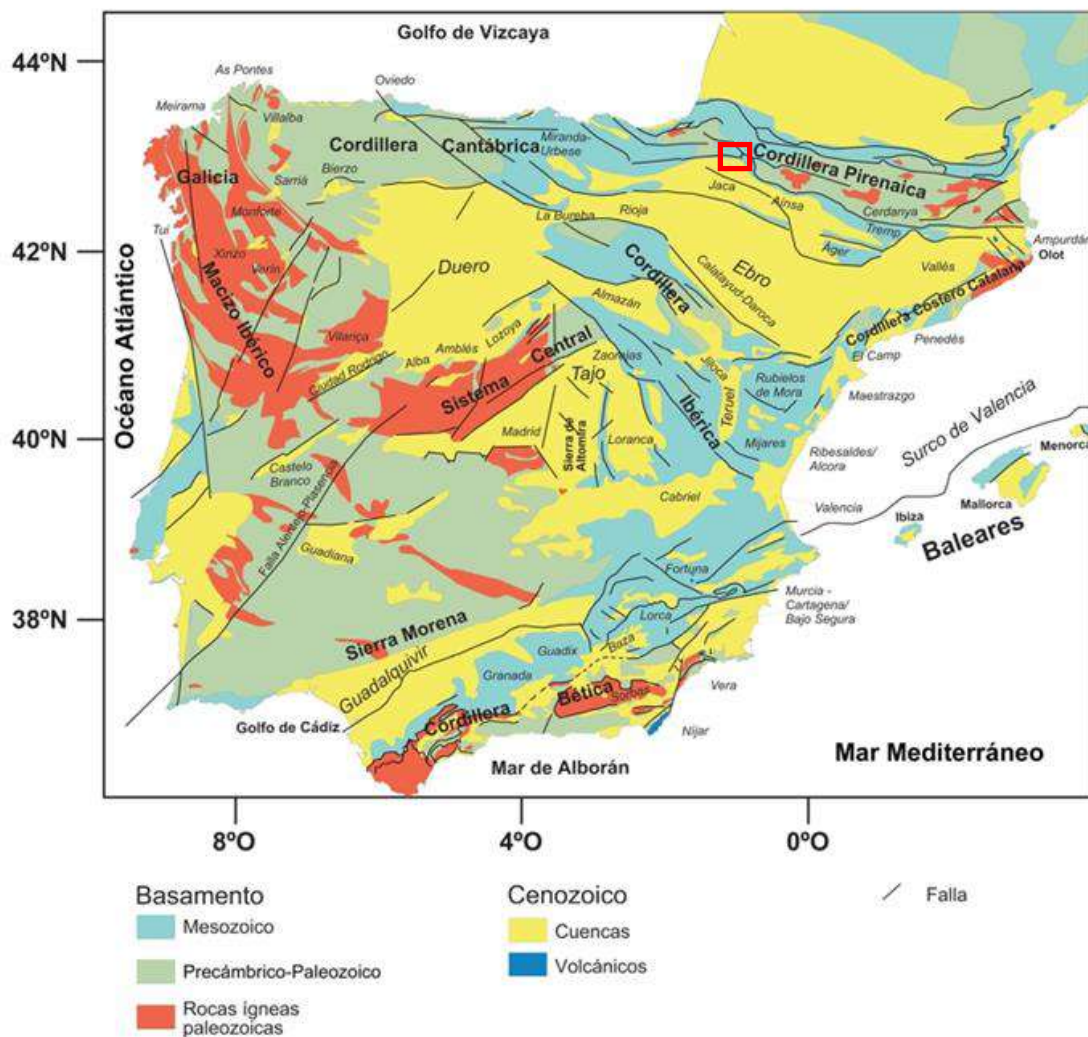 Golfo de Vizcaya
44ºN
42ºN
40ºN
38ºN
Océano Atlántico
As Pontes
Oviedo
Meirama
Villalba
Cordillera
Cantábrica
Miranda-
Urbese
Cordillera Pirenaica
Galicia
Sarriá
Bierzo
Jaca
Aínsa
Cerdanya
Monforte
La Bureba
Rioja
Tremp
Tui
Xinzo
Verín
Àger
Ampurdán
Olot
Duero
Cordillera
Ebro
Vallés
Macizo Ibérico
Almazán
Calatayud-Daroca
Cordillera Costero Catalana
Vilariça
Lozoya
Central
Penedés
Ciudad Rodrigo
Alba
Amblés
Zaorejas
Jiloca
El Camp
Sistema
Tajo
Teruel
Rubielos
de Mora
Maestrazgo
Ibérica
Madrid
Sierra de
Altomira
Loranca
Mijares
Surco de Valencia
Menorca
Castelo
Branco
Ribesaldes/
Alcora
Cabriel
Valencia
Mallorca
Ibiza
Baleares
Falla Alentejo-Plasencia
Guadiana
Fortuna
Murcia -
Cartagena/
Bajo Segura
Sierra Morena
Lorca
Guadalquivir
Guadix
Baza
Granada
Bética
Sorbas
Vera
Cordillera
Golfo de Cádiz
Níjar
Mar de Alborán
Mar Mediterráneo
8ºO
4ºO
0ºO
Basamento
Mesozoico
Precámbrico-Paleozoico
Rocas ígneas
paleozoicas
Cenozoico
Cuencas
Volcánicos
Falla